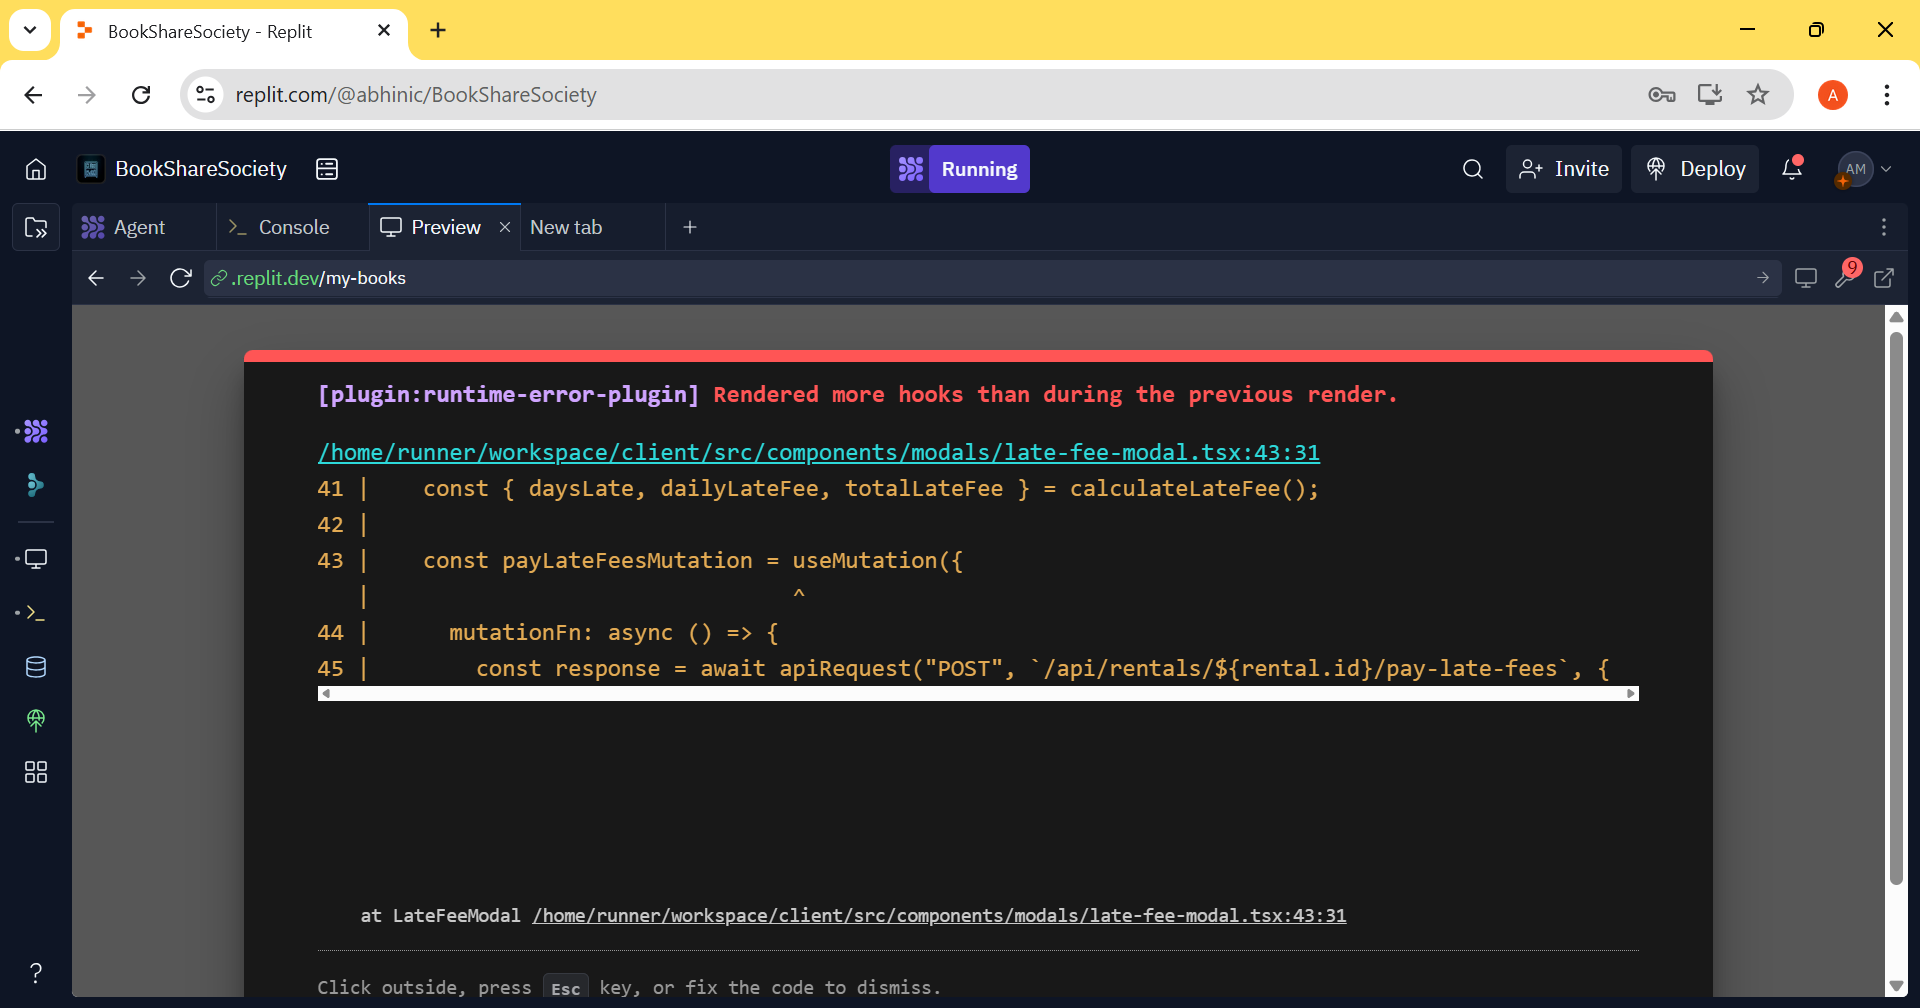 BookShareSociety - Replit
replit.com/@abhinic/BookShareSociety
A
BookShareSociety
Running
Invite
Deploy
AM
Agent
Console
Preview
New tab
.replit.dev/my-books
9
[plugin:runtime-error-plugin] Rendered more hooks than during the previous render.
/home/runner/workspace/client/src/components/modals/late-fee-modal.tsx:43:31
41 |    const { daysLate, dailyLateFee, totalLateFee } = calculateLateFee();
42 |
43 |    const payLateFeesMutation = useMutation({
   |                                ^
44 |      mutationFn: async () => {
45 |        const response = await apiRequest("POST", `/api/rentals/${rental.id}/pay-late-fees`, {
at LateFeeModal /home/runner/workspace/client/src/components/modals/late-fee-modal.tsx:43:31
Click outside, press Esc key, or fix the code to dismiss.
?